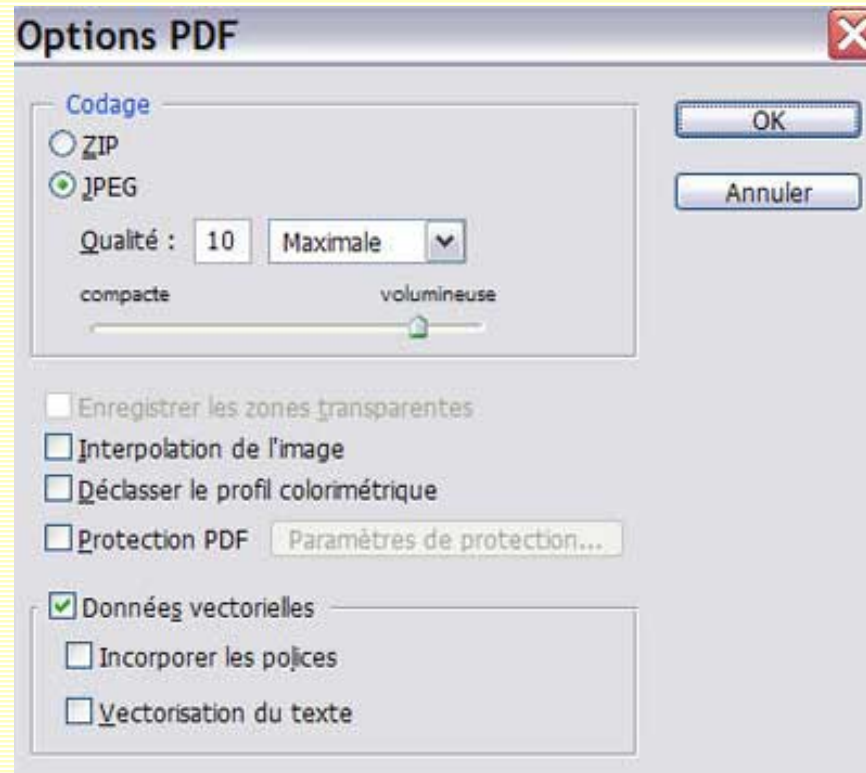 Options PDF
Codage
OK
ZIP
JPEG
Annuler
Qualité : 10 Maximale
compacte volumineuse
Enregistrer les zones transparentes
Interpolation de l'image
Déclasser le profil colorimétrique
Protection PDF Paramètres de protection...
Données vectorielles
Incorporer les polices
Vectorisation du texte